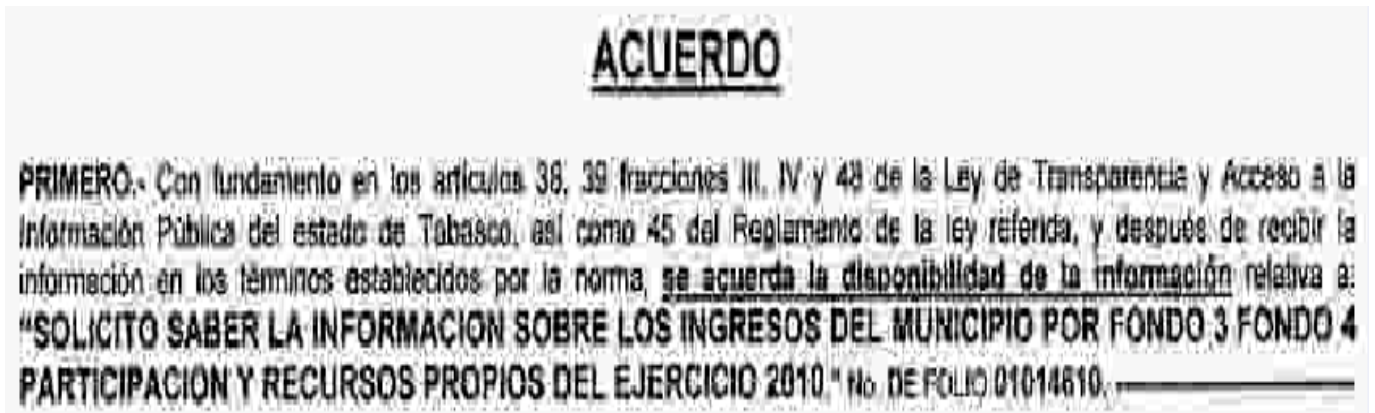 ACUERDO
PRIMERO.- Con fundamento en los artículos 38, 39 fracciones III, IV y 48 de la Ley de Transparencia y Acceso a la
Información Pública del estado de Tabasco, así como 45 del Reglamento de la ley referida, y después de recibir la
información en los términos establecidos por la norma, se acuerda la disponibilidad de la información relativa a:
"SOLICITO SABER LA INFORMACION SOBRE LOS INGRESOS DEL MUNICIPIO POR FONDO 3 FONDO 4
PARTICIPACION Y RECURSOS PROPIOS DEL EJERCICIO 2010." No. DE FOLIO 01014610.